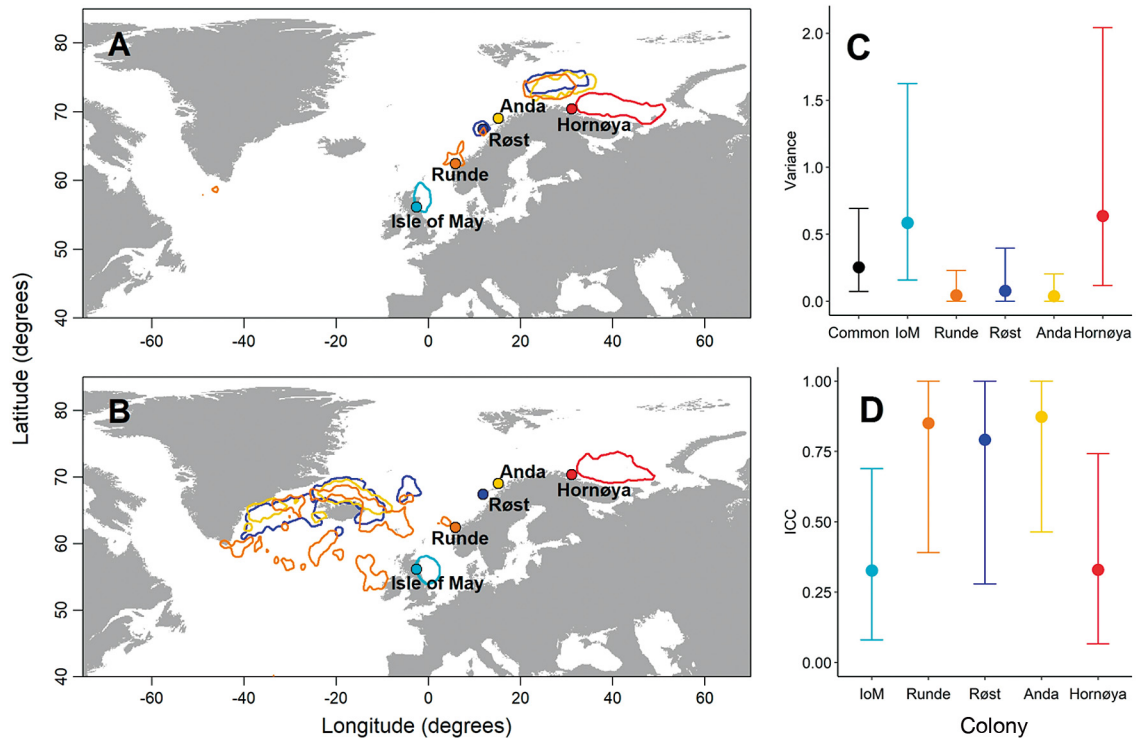 A
80
70
60
50
40
-60
-40
-20
0
20
40
60
Anda
Røst
Hornøya
Runde
Isle of May
B
80
70
60
50
40
-60
-40
-20
0
20
40
60
Anda
Røst
Hornøya
Runde
Isle of May
Latitude (degrees)
Longitude (degrees)
C
Variance
2.0
1.5
1.0
0.5
0.0
Common IoM Runde Røst Anda Hornøya
D
ICC
1.00
0.75
0.50
0.25
0.00
IoM Runde Røst Anda Hornøya
Colony